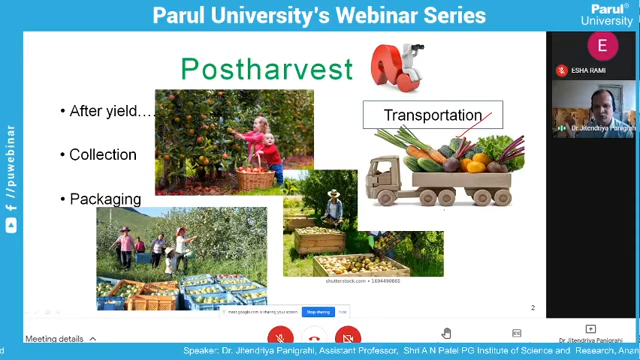 Parul University's Webinar Series
Parul®
University
/puwebinar
Postharvest
E
ESHA RAMI
Dr.Jitendriya Panigrahi
• After yield....
Transportation
• Collection
• Packaging
shutterstock.com • 1694490865
meet.google.com is sharing your screen.
Stop sharing
Hide
2
Meeting details
Dr.Jitendriya Panigrahi
Speaker: Dr. Jitendriya Panigrahi, Assistant Professor, Shri A N Patel PG Institute of Science and Research, Anan